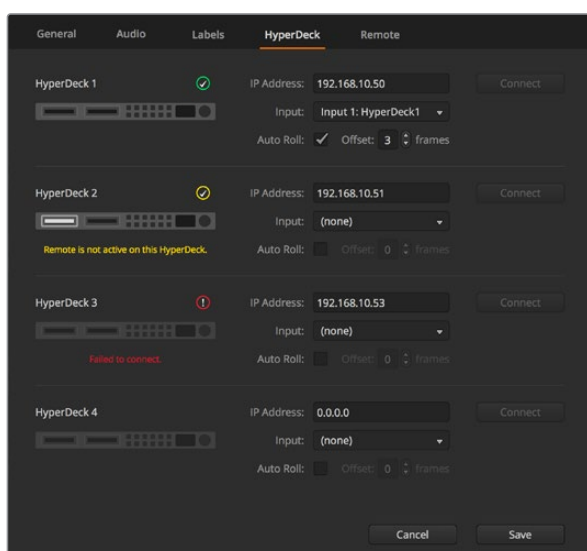 General Audio Labels HyperDeck Remote
HyperDeck 1 IP Address: 192.168.10.50 Connect
Input: Input 1: HyperDeck1
Auto Roll: Offset: 3 frames
HyperDeck 2 IP Address: 192.168.10.51 Connect
Input: (none)
Remote is not active on this HyperDeck. Auto Roll: Offset: 0 frames
HyperDeck 3 IP Address: 192.168.10.53 Connect
Input: (none)
Failed to connect. Auto Roll: Offset: 0 frames
HyperDeck 4 IP Address: 0.0.0.0 Connect
Input: (none)
Auto Roll: Offset: 0 frames
Cancel Save